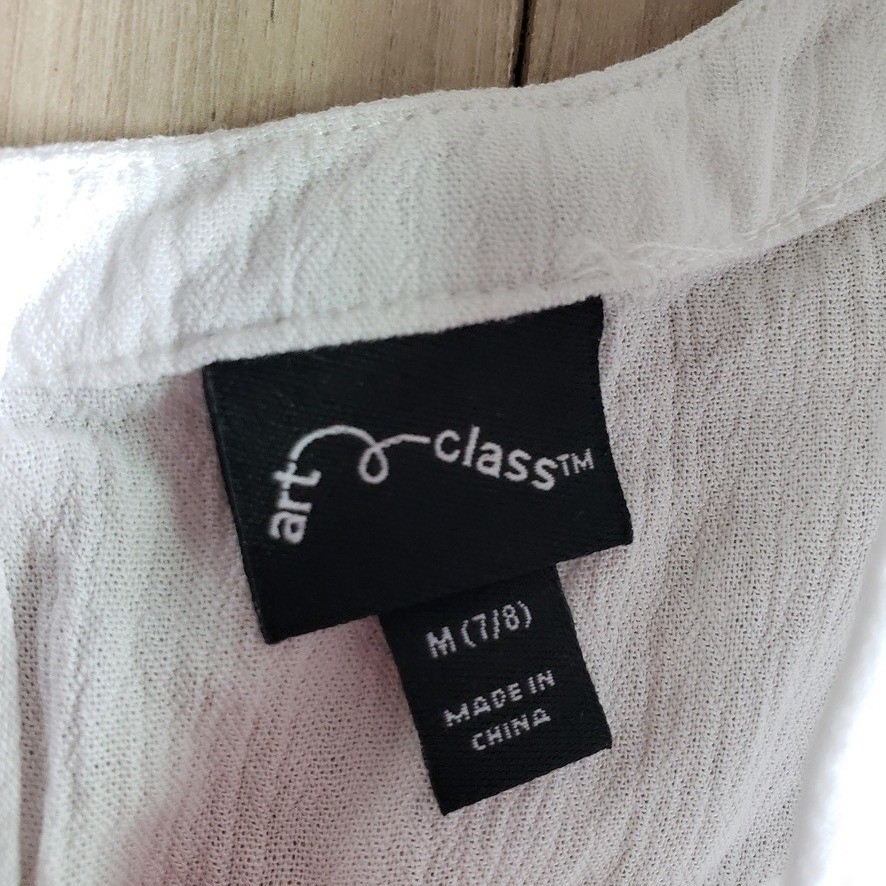 art class™
M (7/8)
MADE IN
CHINA